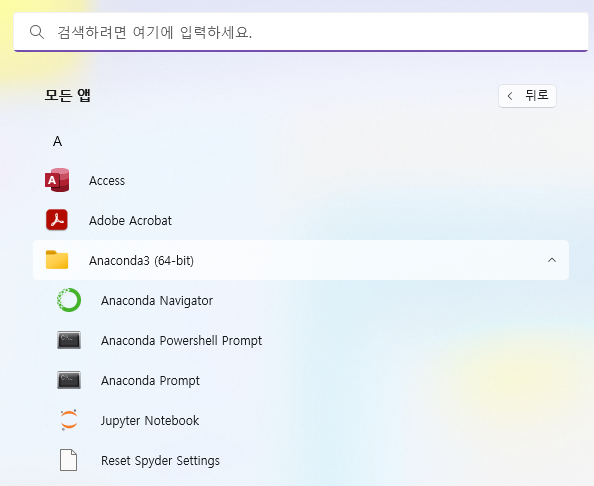 검색하려면 여기에 입력하세요.
모든 앱
뒤로
A
Access
Adobe Acrobat
Anaconda3 (64-bit)
Anaconda Navigator
Anaconda Powershell Prompt
Anaconda Prompt
Jupyter Notebook
Reset Spyder Settings